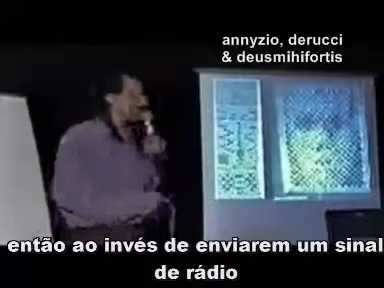 annyzio, derucci
& deusmihifortis
então ao invés de enviarem um sinal
de rádio